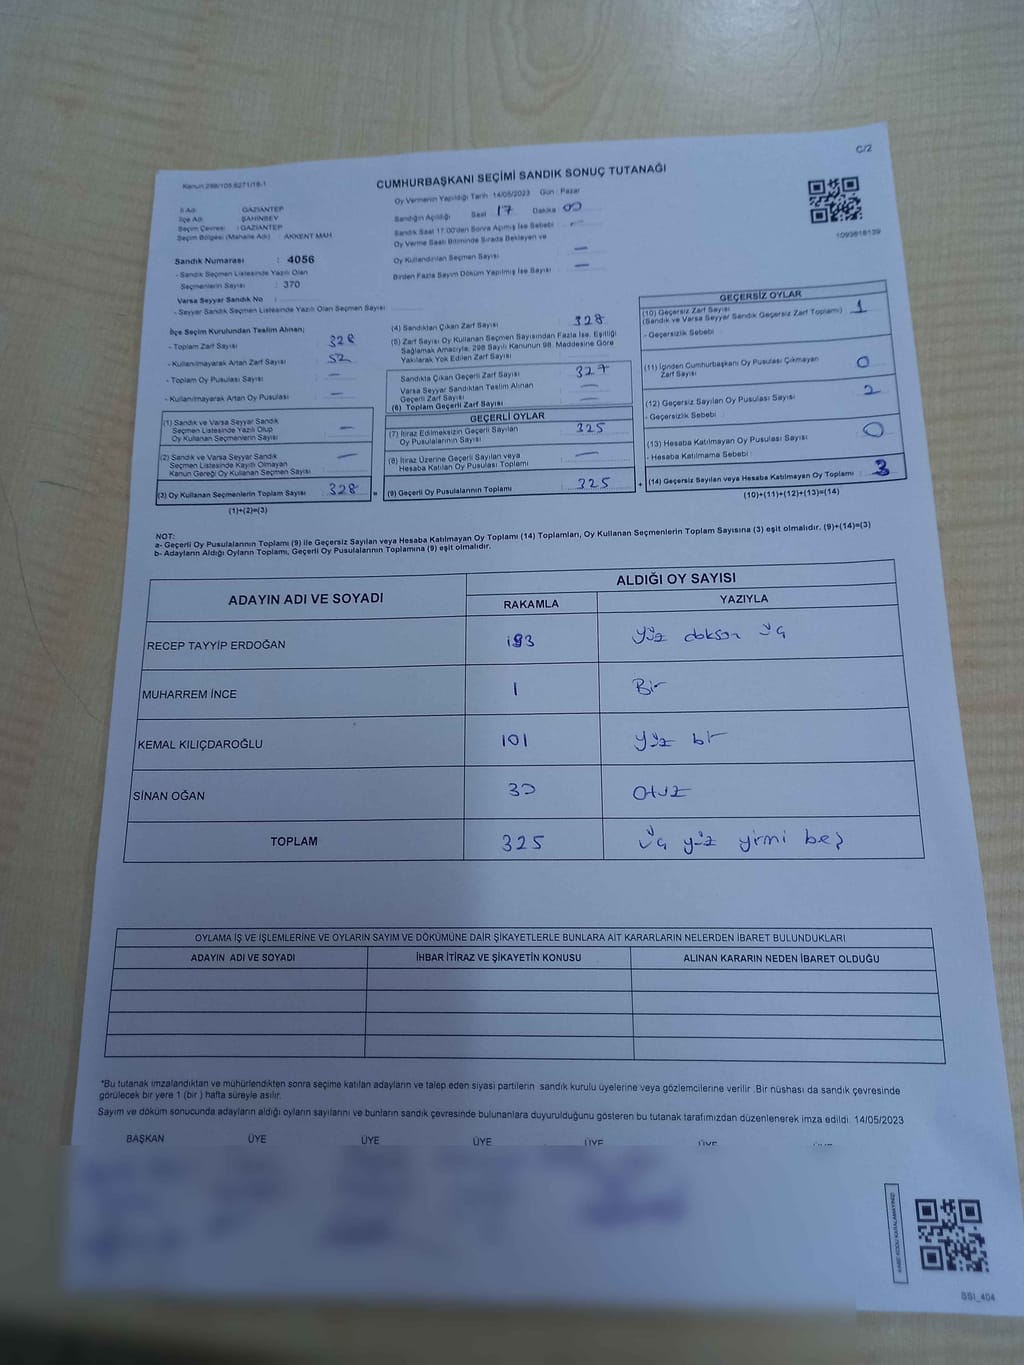 C/2
Kanun 298/105 6271/18-1
CUMHURBAŞKANI SEÇİMİ SANDIK SONUÇ TUTANAĞI
Oy Vermenin Yapıldığı Tarih 14/05/2023 Gün : Pazar
İl Adı : GAZİANTEP
İlçe Adı : ŞAHİNBEY
Seçim Çevresi : GAZİANTEP
Seçim Bölgesi (Mahalle Adı) : AKKENT MAH
Sandığın Açıldığı Saat 17 Dakika 00
Sandık Saat 17:00'den Sonra Açılmış İse Sebebi –
Oy Verme Saati Bitiminde Sırada Bekleyen ve
Oy Kullandırılan Seçmen Sayısı –
Birden Fazla Sayım Döküm Yapılmış İse Sayısı –
1093818139
Sandık Numarası : 4056
- Sandık Seçmen Listesinde Yazılı Olan
Seçmenlerin Sayısı : 370
Varsa Seyyar Sandık No :
- Seyyar Sandık Seçmen Listesinde Yazılı Olan Seçmen Sayısı
İlçe Seçim Kurulundan Teslim Alınan;
- Toplam Zarf Sayısı 328
- Kullanılmayarak Artan Zarf Sayısı 52
- Toplam Oy Pusulası Sayısı –
- Kullanılmayarak Artan Oy Pusulası –
(1) Sandık ve Varsa Seyyar Sandık
Seçmen Listesinde Yazılı Olup
Oy Kullanan Seçmenlerin Sayısı –
(2) Sandık ve Varsa Seyyar Sandık
Seçmen Listesinde Kayıtlı Olmayan
Kanun Gereği Oy Kullanan Seçmen Sayısı –
(3) Oy Kullanan Seçmenlerin Toplam Sayısı : 328 =
(1)+(2)=(3)
(4) Sandıktan Çıkan Zarf Sayısı 328
(5) Zarf Sayısı Oy Kullanan Seçmen Sayısından Fazla İse, Eşitliği
Sağlamak Amacıyla, 298 Sayılı Kanunun 98. Maddesine Göre
Yakılarak Yok Edilen Zarf Sayısı
Sandıkta Çıkan Geçerli Zarf Sayısı 327
Varsa Seyyar Sandıktan Teslim Alınan
Geçerli Zarf Sayısı –
(6) Toplam Geçerli Zarf Sayısı –
GEÇERLİ OYLAR
(7) İtiraz Edilmeksizin Geçerli Sayılan
Oy Pusulalarının Sayısı 325
(8) İtiraz Üzerine Geçerli Sayılan veya
Hesaba Katılan Oy Pusulası Toplamı –
(9) Geçerli Oy Pusulalarının Toplamı 325 +
GEÇERSİZ OYLAR
(10) Geçersiz Zarf Sayısı
(Sandık ve Varsa Seyyar Sandık Geçersiz Zarf Toplamı) 1
- Geçersizlik Sebebi :
(11) İçinden Cumhurbaşkanı Oy Pusulası Çıkmayan
Zarf Sayısı 0
(12) Geçersiz Sayılan Oy Pusulası Sayısı 2
- Geçersizlik Sebebi :
(13) Hesaba Katılmayan Oy Pusulası Sayısı 0
- Hesaba Katılmama Sebebi :
(14) Geçersiz Sayılan veya Hesaba Katılmayan Oy Toplamı 3
(10)+(11)+(12)+(13)=(14)
NOT:
a- Geçerli Oy Pusulalarının Toplamı (9) ile Geçersiz Sayılan veya Hesaba Katılmayan Oy Toplamı (14) Toplamları, Oy Kullanan Seçmenlerin Toplam Sayısına (3) eşit olmalıdır. (9)+(14)=(3)
b- Adayların Aldığı Oyların Toplamı, Geçerli Oy Pusulalarının Toplamına (9) eşit olmalıdır.
ADAYIN ADI VE SOYADI ALDIĞI OY SAYISI
RAKAMLA YAZIYLA
RECEP TAYYİP ERDOĞAN 193 Yüz doksan üç
MUHARREM İNCE 1 Bir
KEMAL KILIÇDAROĞLU 101 yüz bir
SİNAN OĞAN 30 Otuz
TOPLAM 325 üç yüz yirmi beş
OYLAMA İŞ VE İŞLEMLERİNE VE OYLARIN SAYIM VE DÖKÜMÜNE DAİR ŞİKAYETLERLE BUNLARA AİT KARARLARIN NELERDEN İBARET BULUNDUKLARI
ADAYIN ADI VE SOYADI İHBAR İTİRAZ VE ŞİKAYETİN KONUSU ALINAN KARARIN NEDEN İBARET OLDUĞU
*Bu tutanak imzalandıktan ve mühürlendikten sonra seçime katılan adayların ve talep eden siyasi partilerin sandık kurulu üyelerine veya gözlemcilerine verilir .Bir nüshası da sandık çevresinde
görülecek bir yere 1 (bir ) hafta süreyle asılır.
Sayım ve döküm sonucunda adayların aldığı oyların sayılarını ve bunların sandık çevresinde bulunanlara duyurulduğunu gösteren bu tutanak tarafımızdan düzenlenerek imza edildi. 14/05/2023
BAŞKAN ÜYE ÜYE ÜYE ÜYE ÜYE
KARE KODU KARALAMAYINIZ!
SSI_404